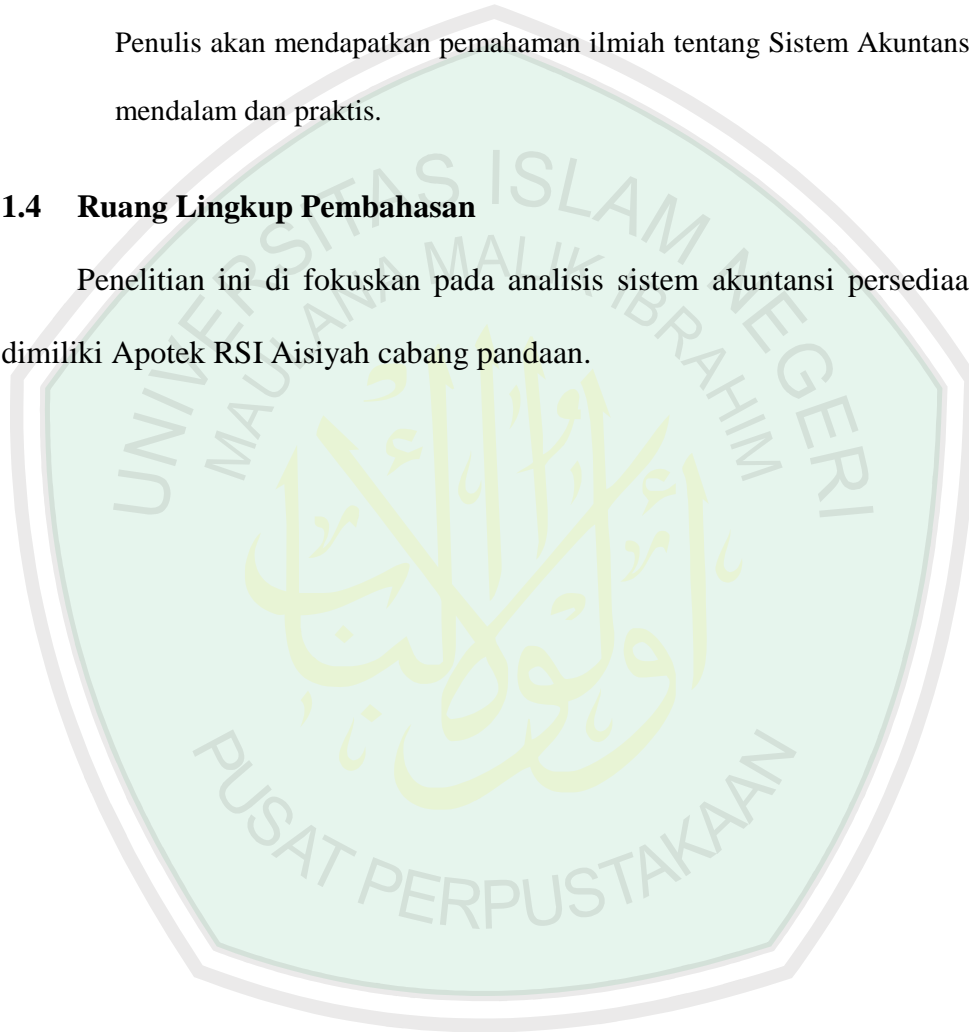 Penulis akan mendapatkan pemahaman ilmiah tentang Sistem Akuntans
mendalam dan praktis.
1.4 Ruang Lingkup Pembahasan
Penelitian ini di fokuskan pada analisis sistem akuntansi persediaa
dimiliki Apotek RSI Aisiyah cabang pandaan.
UNIVERSITAS ISLAM NEGERI
MAULANA MALIK IBRAHIM
أولوا الألباب
PUSAT PERPUSTAKAAN